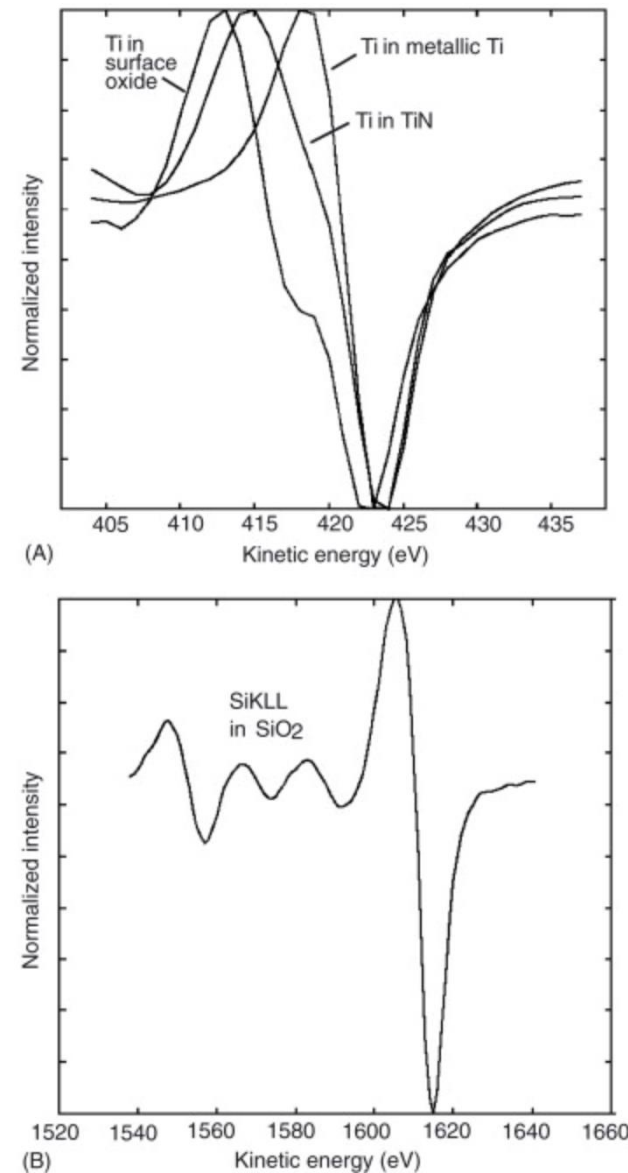 Ti in
surface
oxide
Ti in metallic Ti
Ti in TiN
Normalized intensity
405 410 415 420 425 430 435
Kinetic energy (eV)
(A)
SiKLL
in SiO2
Normalized intensity
1520 1540 1560 1580 1600 1620 1640 1660
Kinetic energy (eV)
(B)